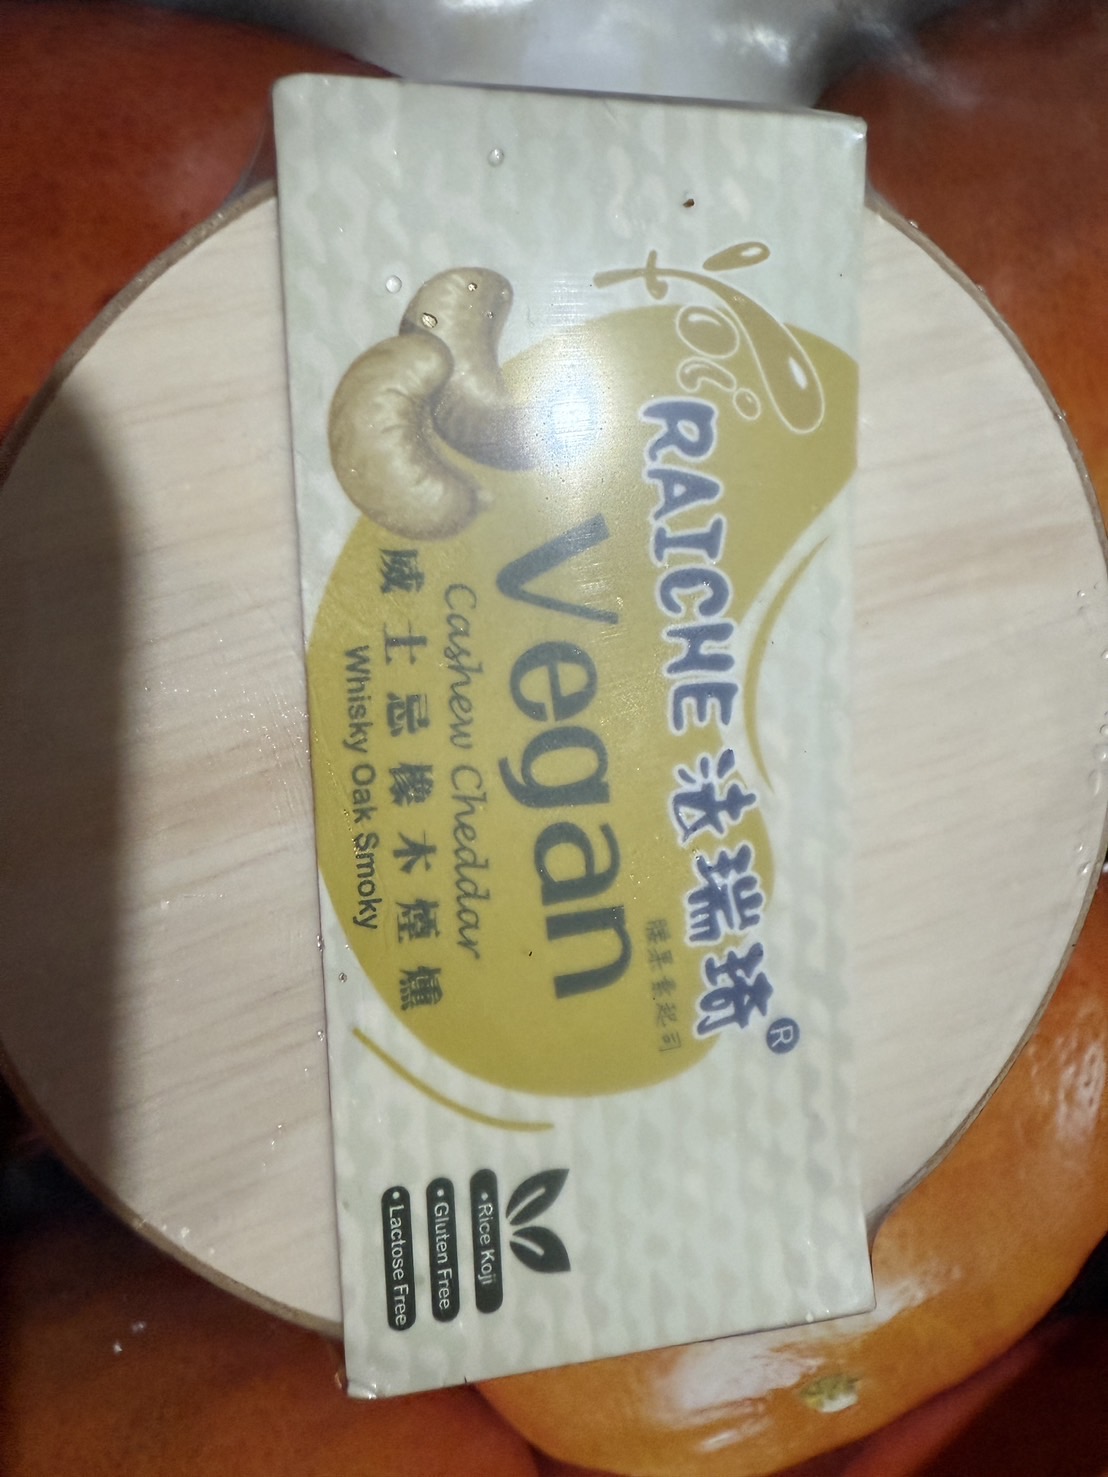 Koji
RAICHE 法瑞琦®
腰果素起司
Vegan
Cashew Cheddar
威士忌橡木煙燻
Whisky Oak Smoky
•Rice Koji
•Gluten Free
•Lactose Free